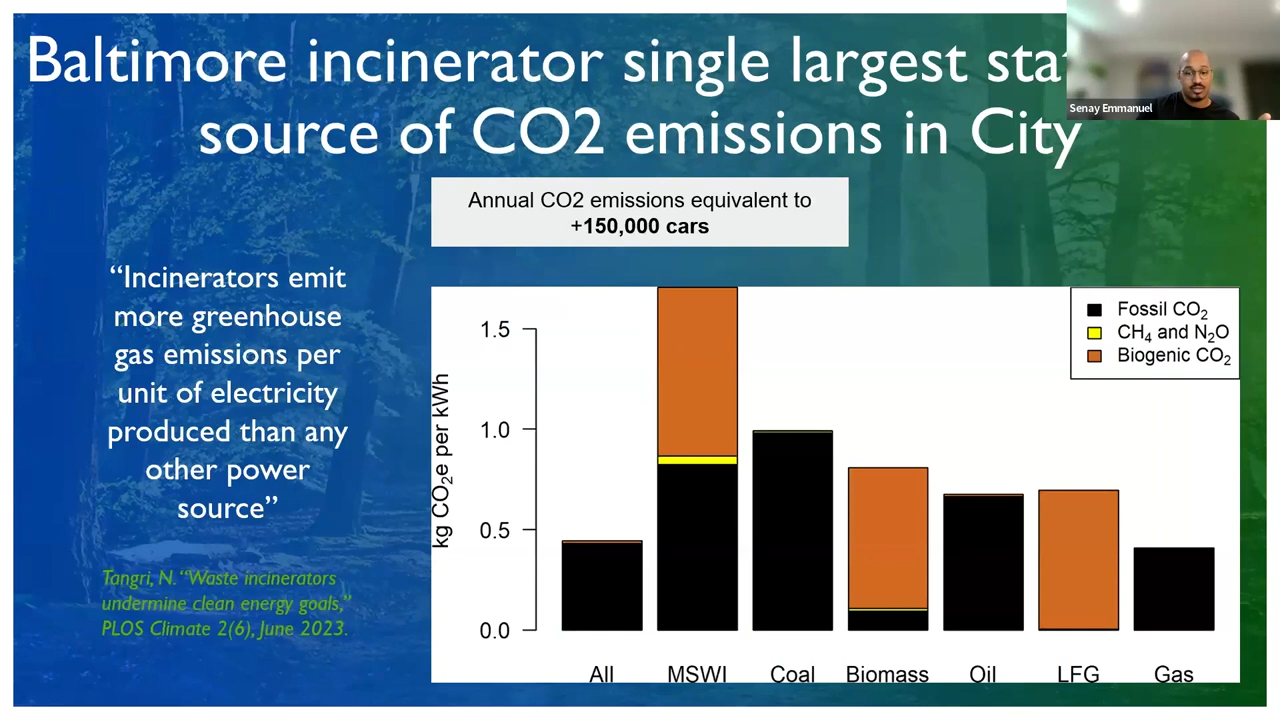 Baltimore incinerator single largest
source of CO2 emissions in City
Senay Emmanuel
Annual CO2 emissions equivalent to
+150,000 cars
“Incinerators emit
more greenhouse
gas emissions per
unit of electricity
produced than any
other power
source”
Tangri, N. “Waste incinerators
undermine clean energy goals,”
PLOS Climate 2(6), June 2023.
kg CO₂e per kWh
1.5
1.0
0.5
0.0
Fossil CO₂
CH₄ and N₂O
Biogenic CO₂
All MSWI Coal Biomass Oil LFG Gas